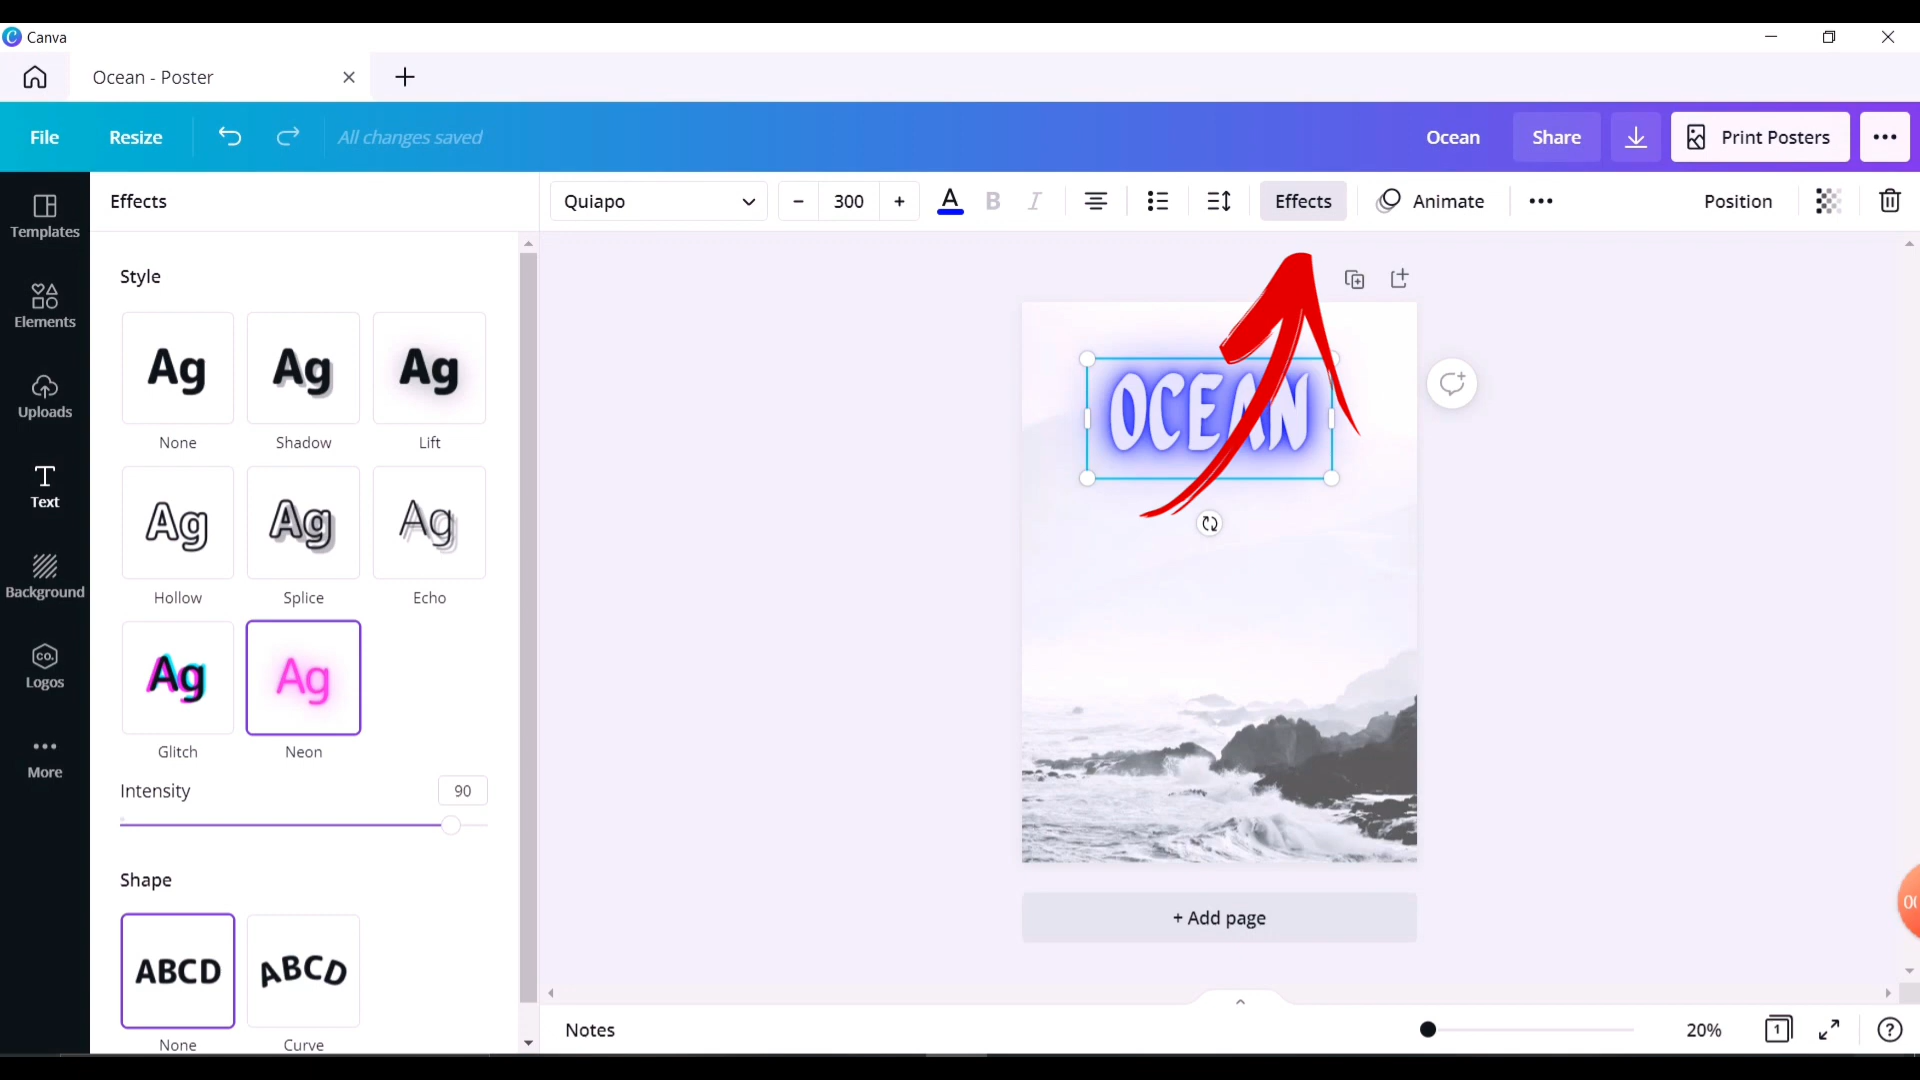 Canva
Ocean - Poster
File Resize All changes saved Ocean Share Print Posters
Effects Quiapo 300 A B I Effects Animate Position
Templates
Elements
Uploads
Text
Background
CO.
Logos
More
Style
Ag Ag Ag
None Shadow Lift
Ag Ag Ag
Hollow Splice Echo
Ag Ag
Glitch Neon
Intensity 90
Shape
ABCD ABCD
None Curve
OCEAN
+ Add page
Notes 20% 1 ?